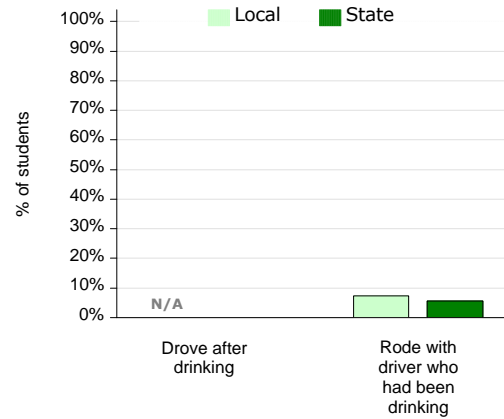 Local State
100%
90%
80%
70%
60%
50%
40%
30%
20%
10%
0%
% of students
N/A
Drove after
drinking
Rode with
driver who
had been
drinking